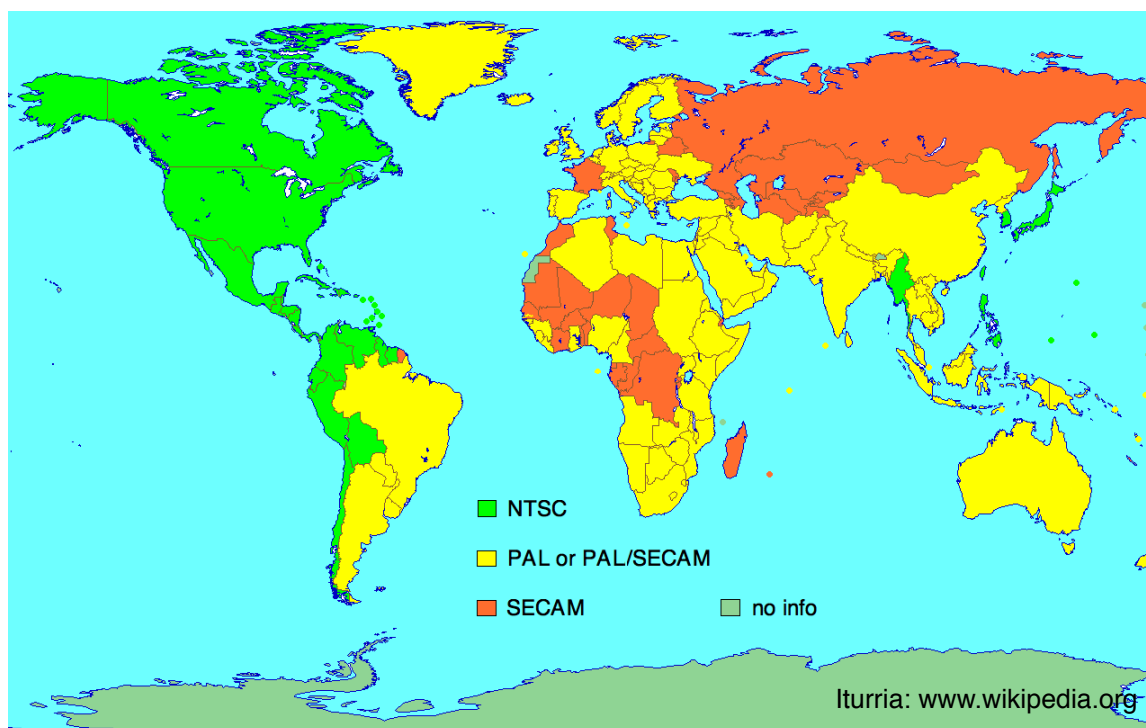 NTSC
PAL or PAL/SECAM
SECAM
no info
Iturria: www.wikipedia.org